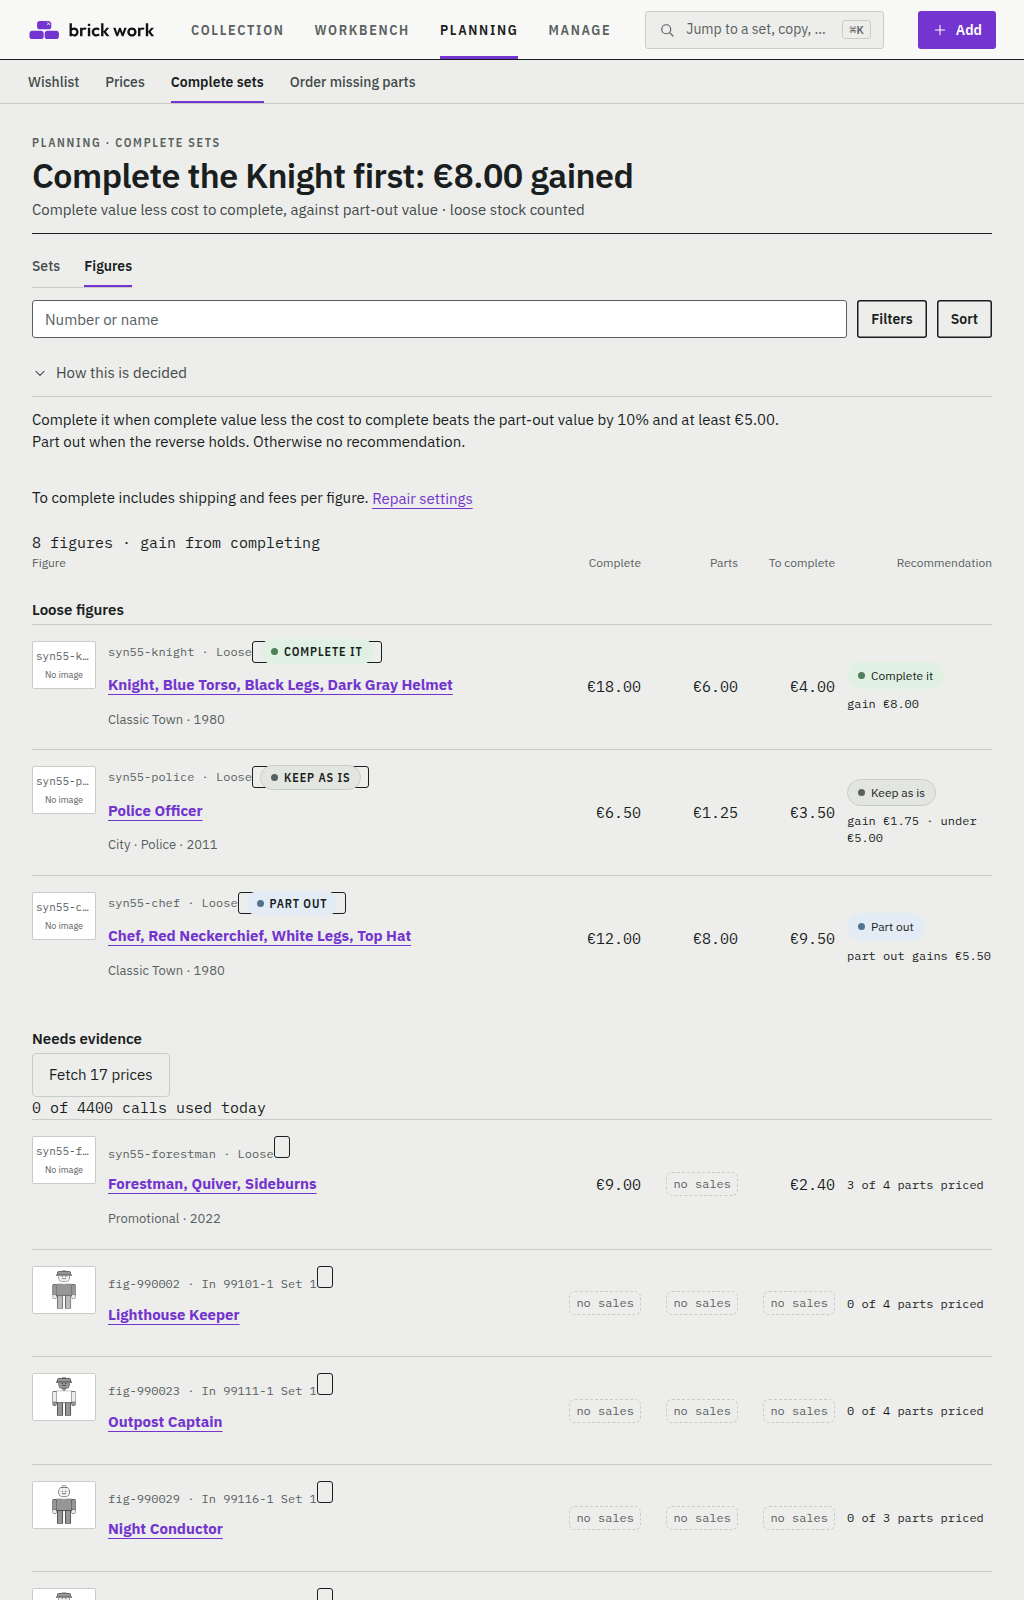 brick work
COLLECTION WORKBENCH PLANNING MANAGE
Jump to a set, copy, ... ⌘K
+ Add
Wishlist Prices Complete sets Order missing parts
PLANNING · COMPLETE SETS
Complete the Knight first: €8.00 gained
Complete value less cost to complete, against part-out value · loose stock counted
Sets Figures
Number or name
Filters Sort
How this is decided
Complete it when complete value less the cost to complete beats the part-out value by 10% and at least €5.00.
Part out when the reverse holds. Otherwise no recommendation.
To complete includes shipping and fees per figure. Repair settings
8 figures · gain from completing
Figure Complete Parts To complete Recommendation
Loose figures
syn55-k…
No image
syn55-knight · Loose COMPLETE IT
Knight, Blue Torso, Black Legs, Dark Gray Helmet
Classic Town · 1980
€18.00 €6.00 €4.00
Complete it
gain €8.00
syn55-p…
No image
syn55-police · Loose KEEP AS IS
Police Officer
City · Police · 2011
€6.50 €1.25 €3.50
Keep as is
gain €1.75 · under
€5.00
syn55-c…
No image
syn55-chef · Loose PART OUT
Chef, Red Neckerchief, White Legs, Top Hat
Classic Town · 1980
€12.00 €8.00 €9.50
Part out
part out gains €5.50
Needs evidence
Fetch 17 prices
0 of 4400 calls used today
syn55-f…
No image
syn55-forestman · Loose
Forestman, Quiver, Sideburns
Promotional · 2022
€9.00 no sales €2.40 3 of 4 parts priced
fig-990002 · In 99101-1 Set 1
Lighthouse Keeper
no sales no sales no sales 0 of 4 parts priced
fig-990023 · In 99111-1 Set 1
Outpost Captain
no sales no sales no sales 0 of 4 parts priced
fig-990029 · In 99116-1 Set 1
Night Conductor
no sales no sales no sales 0 of 3 parts priced